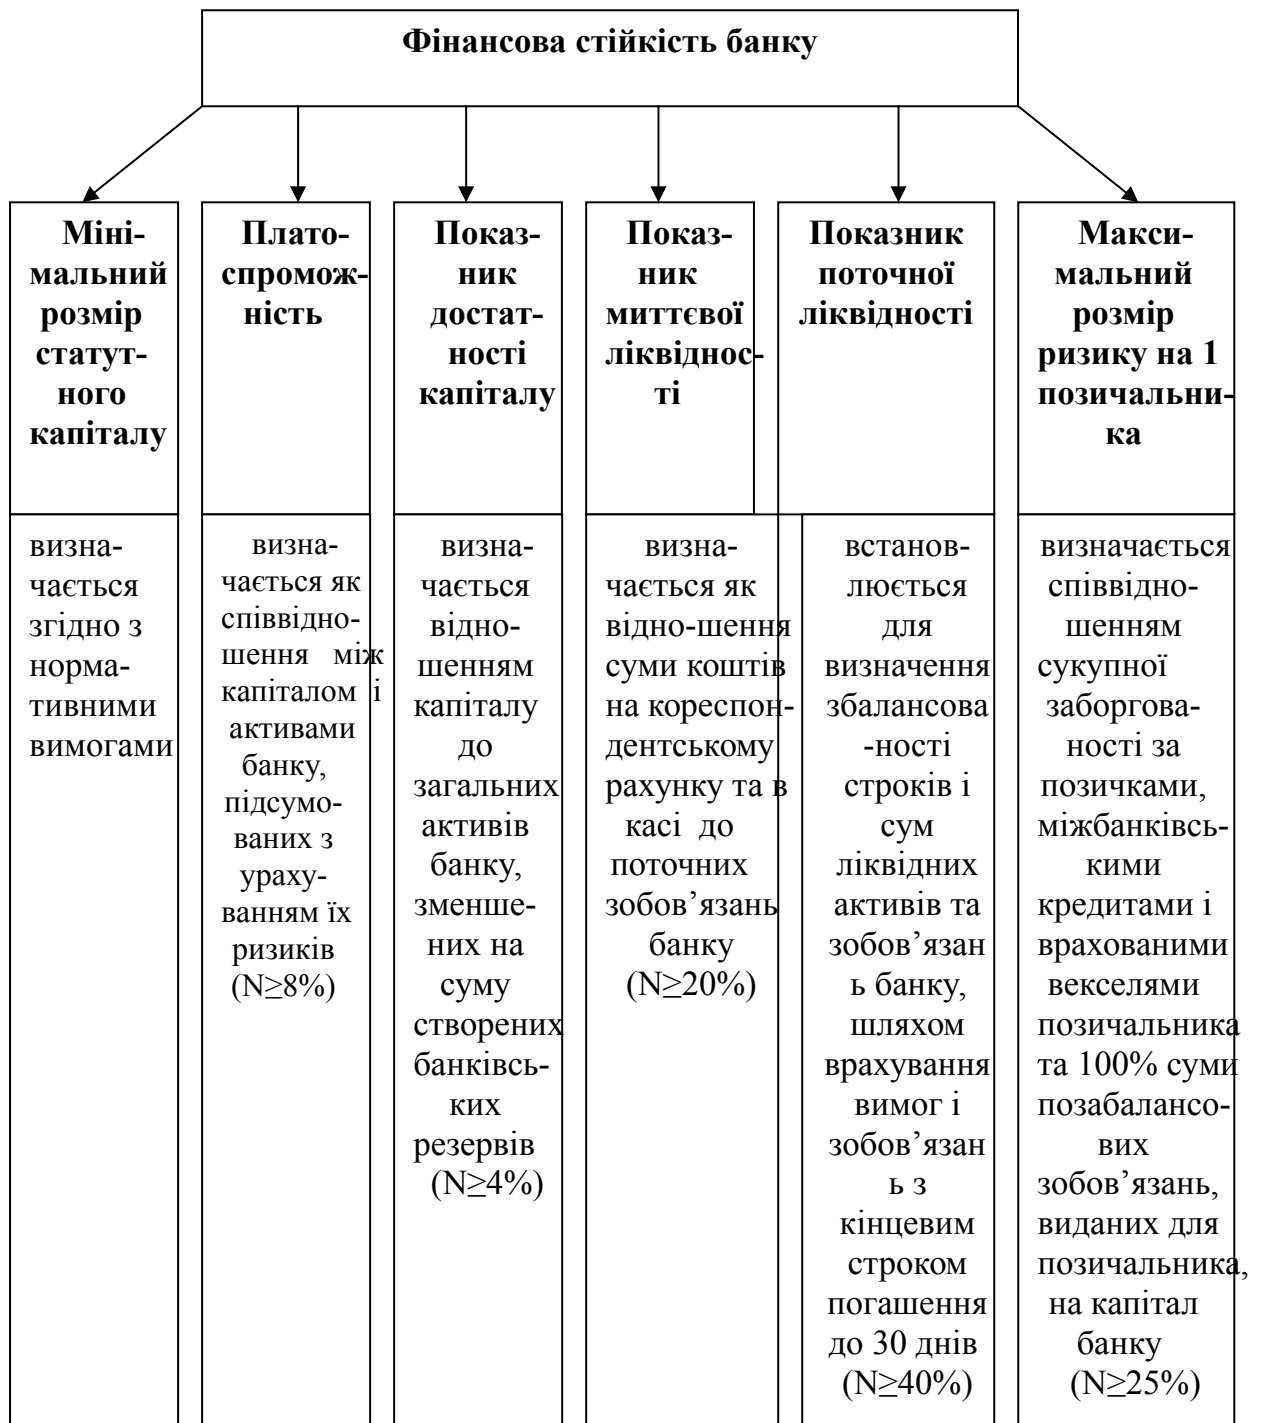 Фінансова стійкість банку
Міні-
мальний
розмір
статут-
ного
капіталу
Плато-
спромож-
ність
Показ-
ник
достат-
ності
капіталу
Показ-
ник
миттєвої
ліквіднос-
ті
Показник
поточної
ліквідності
Макси-
мальний
розмір
ризику на 1
позичальни-
ка
визна-
чається
згідно з
норма-
тивними
вимогами
визна-
чається як
співвідно-
шення між
капіталом і
активами
банку,
підсумо-
ваних з
ураху-
ванням їх
ризиків
(N≥8%)
визна-
чається
відно-
шенням
капіталу
до
загальних
активів
банку,
зменше-
них на
суму
створених
банківсь-
ких
резервів
(N≥4%)
визна-
чається як
відно-шення
суми коштів
на кореспон-
дентському
рахунку та в
касі до
поточних
зобов’язань
банку
(N≥20%)
встанов-
люється
для
визначення
збалансова
-ності
строків і
сум
ліквідних
активів та
зобов’язан
ь банку,
шляхом
врахування
вимог і
зобов’язан
ь з
кінцевим
строком
погашення
до 30 днів
(N≥40%)
визначається
співвідно-
шенням
сукупної
заборгова-
ності за
позичками,
міжбанківсь-
кими
кредитами і
врахованими
векселями
позичальника
та 100% суми
позабалансо-
вих
зобов’язань,
виданих для
позичальника,
на капітал
банку
(N≥25%)